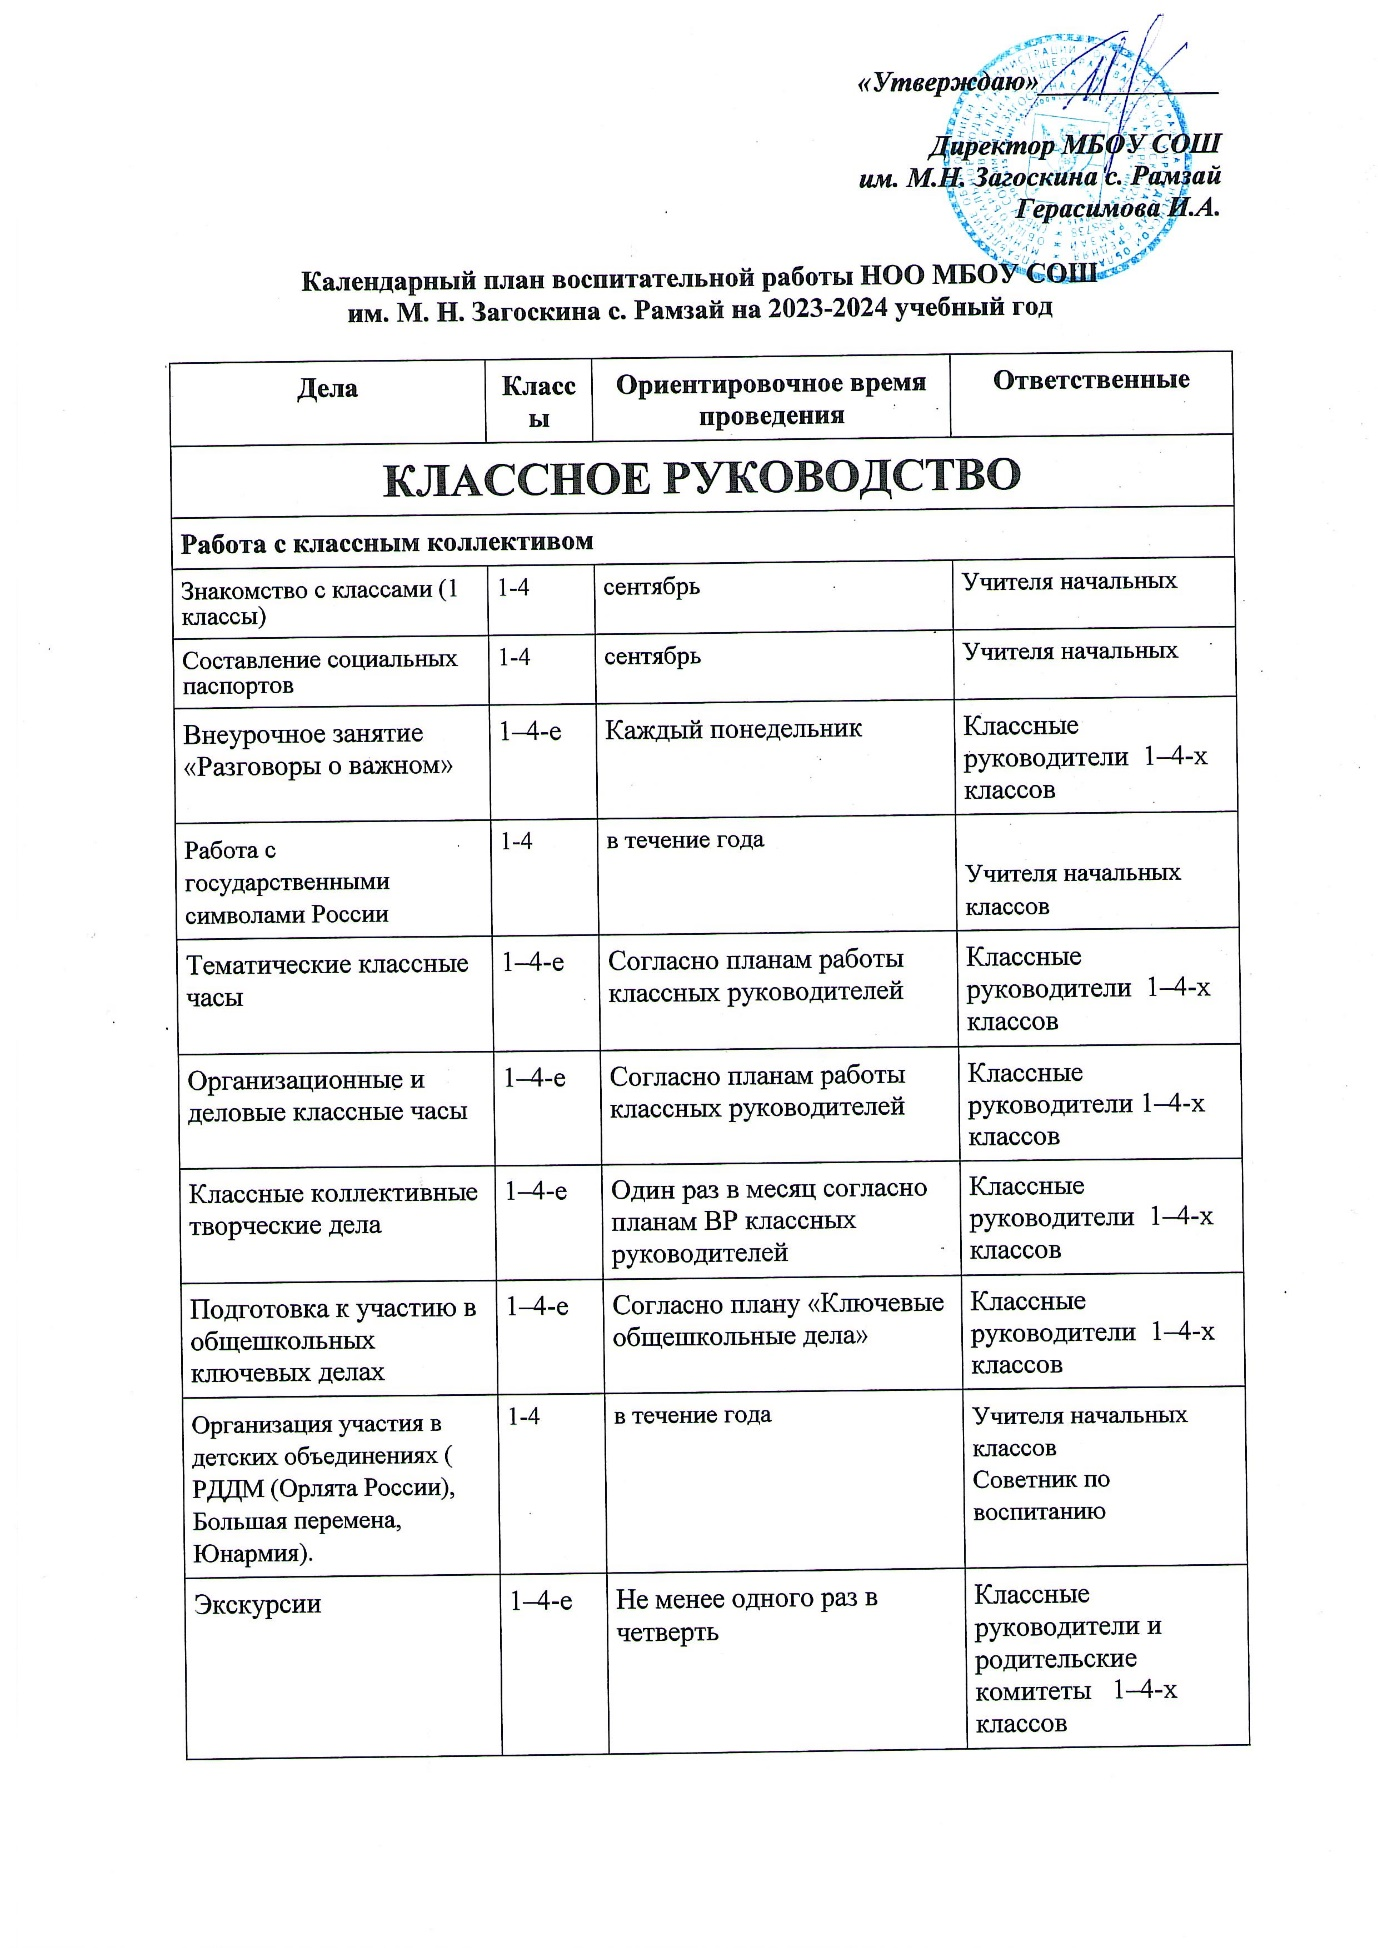 «Утверждаю»
Директор МБОУ СОШ
им. М.Н. Загоскина с. Рамзай
Герасимова И.А.
Календарный план воспитательной работы НОО МБОУ СОШ
им. М. Н. Загоскина с. Рамзай на 2023-2024 учебный год
Дела
Класс
ы
Ориентировочное время
проведения
Ответственные
КЛАССНОЕ РУКОВОДСТВО
Работа с классным коллективом
Знакомство с классами (1
классы)
1-4
сентябрь
Учителя начальных
Составление социальных
паспортов
1-4
сентябрь
Учителя начальных
Внеурочное занятие
«Разговоры о важном»
1–4-е
Каждый понедельник
Классные
руководители 1–4-х
классов
Работа с
государственными
символами России
1-4
в течение года
Учителя начальных
классов
Тематические классные
часы
1–4-е
Согласно планам работы
классных руководителей
Классные
руководители 1–4-х
классов
Организационные и
деловые классные часы
1–4-е
Согласно планам работы
классных руководителей
Классные
руководители 1–4-х
классов
Классные коллективные
творческие дела
1–4-е
Один раз в месяц согласно
планам ВР классных
руководителей
Классные
руководители 1–4-х
классов
Подготовка к участию в
общешкольных
ключевых делах
1–4-е
Согласно плану «Ключевые
общешкольные дела»
Классные
руководители 1–4-х
классов
Организация участия в
детских объединениях (
РДДМ (Орлята России),
Большая перемена,
Юнармия).
1-4
в течение года
Учителя начальных
классов
Советник по
воспитанию
Экскурсии
1–4-е
Не менее одного раз в
четверть
Классные
руководители и
родительские
комитеты 1–4-х
классов